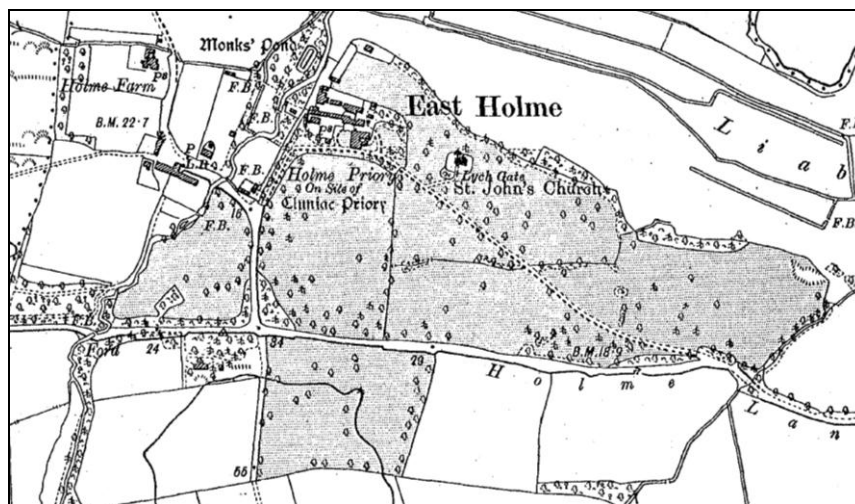 Monks' Pond
F.B.
Holme Farm
P
F.B.
East Holme
B.M. 22·7
F.B.
P
P
L.B.
F.B.
Lych Gate
Holme Priory
St. John's Church
On Site of
Cluniac Priory
L i a b
F.B.
F.B.
16
F.B.
Ford
24
34
29
B.M. 18·9
H o l m e L a n
55